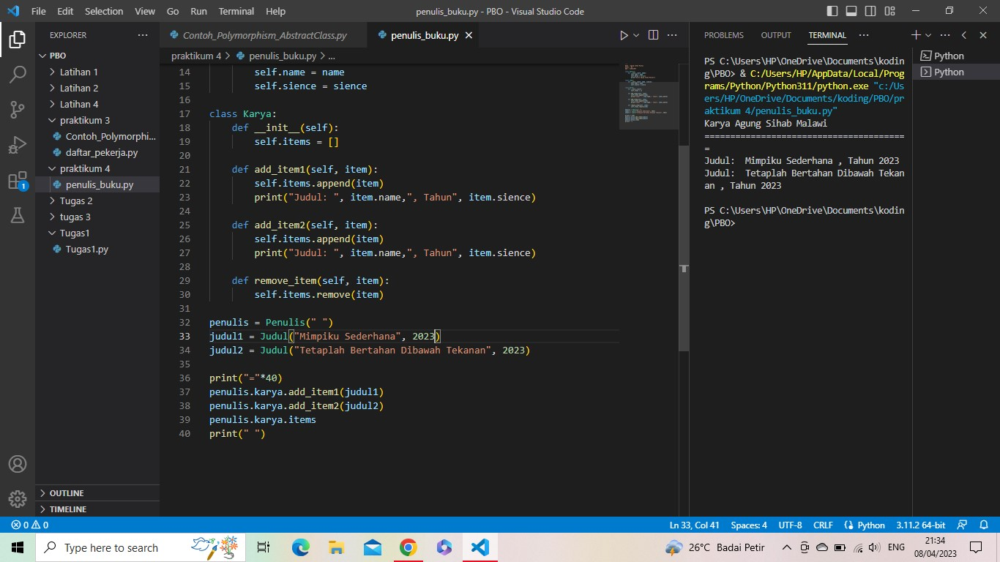 File Edit Selection View Go Run Terminal Help penulis_buku.py - PBO - Visual Studio Code
EXPLORER
PBO
Latihan 1
Latihan 2
Latihan 4
praktikum 3
Contoh_Polymorphi...
daftar_pekerja.py
praktikum 4
penulis_buku.py
Tugas 2
tugas 3
Tugas1
Tugas1.py
OUTLINE
TIMELINE
1
Contoh_Polymorphism_AbstractClass.py penulis_buku.py
praktikum 4 > penulis_buku.py > ...
14 self.name = name
15 self.sience = sience
16
17 class Karya:
18 def __init__(self):
19 self.items = []
20
21 def add_item1(self, item):
22 self.items.append(item)
23 print("Judul: ", item.name,", Tahun", item.sience)
24
25 def add_item2(self, item):
26 self.items.append(item)
27 print("Judul: ", item.name,", Tahun", item.sience)
28
29 def remove_item(self, item):
30 self.items.remove(item)
31
32 penulis = Penulis(" ")
33 judul1 = Judul("Mimpiku Sederhana", 2023)
34 judul2 = Judul("Tetaplah Bertahan Dibawah Tekanan", 2023)
35
36 print("="*40)
37 penulis.karya.add_item1(judul1)
38 penulis.karya.add_item2(judul2)
39 penulis.karya.items
40 print(" ")
PROBLEMS OUTPUT TERMINAL
PS C:\Users\HP\OneDrive\Documents\kodin
g\PBO> & C:/Users/HP/AppData/Local/Prog
rams/Python/Python311/python.exe "c:/Us
ers/HP/OneDrive/Documents/koding/PBO/pr
aktikum 4/penulis_buku.py"
Karya Agung Sihab Malawi
=======================================
=
Judul:  Mimpiku Sederhana , Tahun 2023
Judul:  Tetaplah Bertahan Dibawah Tekan
an , Tahun 2023
PS C:\Users\HP\OneDrive\Documents\kodin
g\PBO>
Python
Python
0 0 Ln 33, Col 41 Spaces: 4 UTF-8 CRLF Python 3.11.2 64-bit
Type here to search 26°C Badai Petir ENG 21:34
08/04/2023